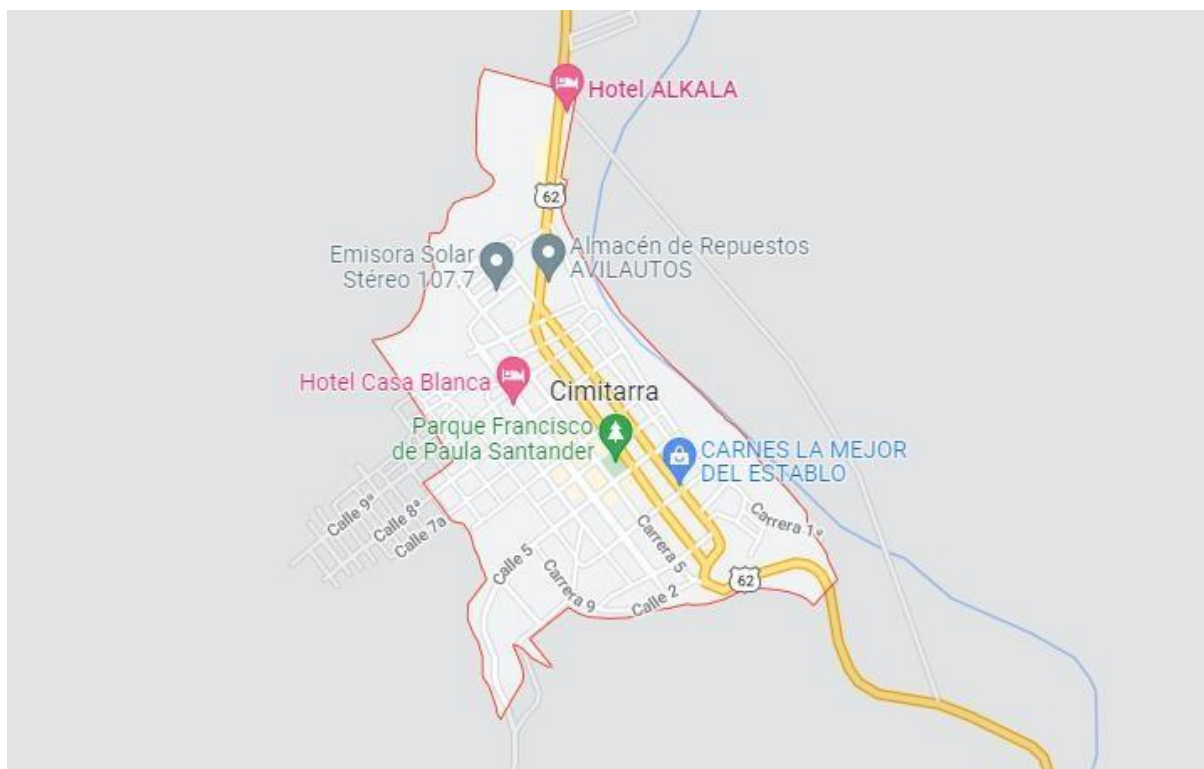 Hotel ALKALA
62
Emisora Solar
Stéreo 107.7
Almacén de Repuestos
AVILAUTOS
Hotel Casa Blanca
Cimitarra
Parque Francisco
de Paula Santander
CARNES LA MEJOR
DEL ESTABLO
Calle 9ª
Calle 8ª
Calle 7a
Calle 5
Carrera 9
Calle 2
Carrera 5
Carrera 1ª
62